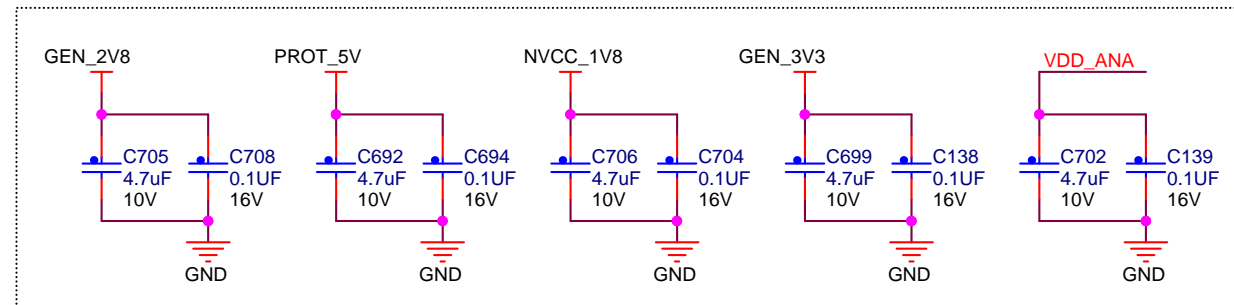 GEN_2V8
PROT_5V
NVCC_1V8
GEN_3V3
VDD_ANA
C705
4.7uF
10V
C708
0.1UF
16V
C692
4.7uF
10V
C694
0.1UF
16V
C706
4.7uF
10V
C704
0.1UF
16V
C699
4.7uF
10V
C138
0.1UF
16V
C702
4.7uF
10V
C139
0.1UF
16V
GND
GND
GND
GND
GND